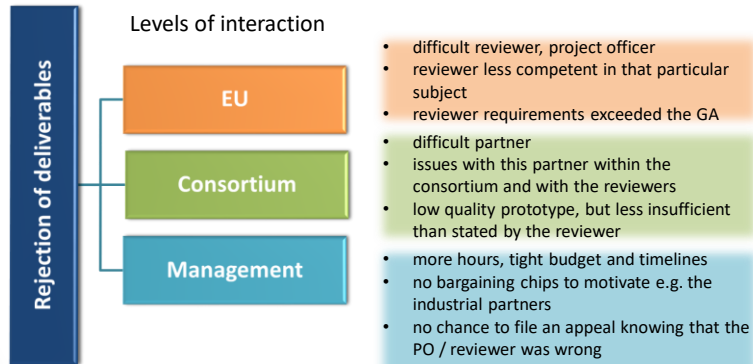 Levels of interaction
Rejection of deliverables
EU
• difficult reviewer, project officer
• reviewer less competent in that particular
subject
• reviewer requirements exceeded the GA
Consortium
• difficult partner
• issues with this partner within the
consortium and with the reviewers
• low quality prototype, but less insufficient
than stated by the reviewer
Management
• more hours, tight budget and timelines
• no bargaining chips to motivate e.g. the
industrial partners
• no chance to file an appeal knowing that the
PO / reviewer was wrong